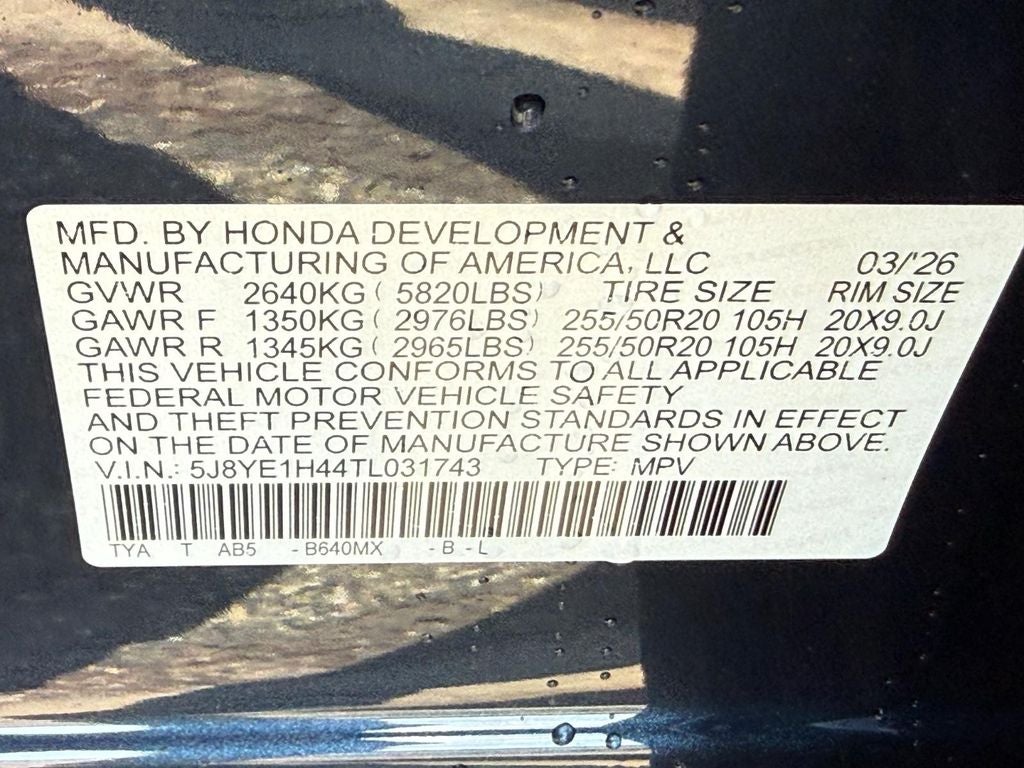 MFD. BY HONDA DEVELOPMENT &
MANUFACTURING OF AMERICA, LLC 03/'26
GVWR 2640KG ( 5820LBS) TIRE SIZE RIM SIZE
GAWR F 1350KG ( 2976LBS) 255/50R20 105H 20X9.0J
GAWR R 1345KG ( 2965LBS) 255/50R20 105H 20X9.0J
THIS VEHICLE CONFORMS TO ALL APPLICABLE
FEDERAL MOTOR VEHICLE SAFETY
AND THEFT PREVENTION STANDARDS IN EFFECT
ON THE DATE OF MANUFACTURE SHOWN ABOVE.
V.I.N.: 5J8YE1H44TL031743 TYPE: MPV
TYA T AB5 - B640MX - B - L